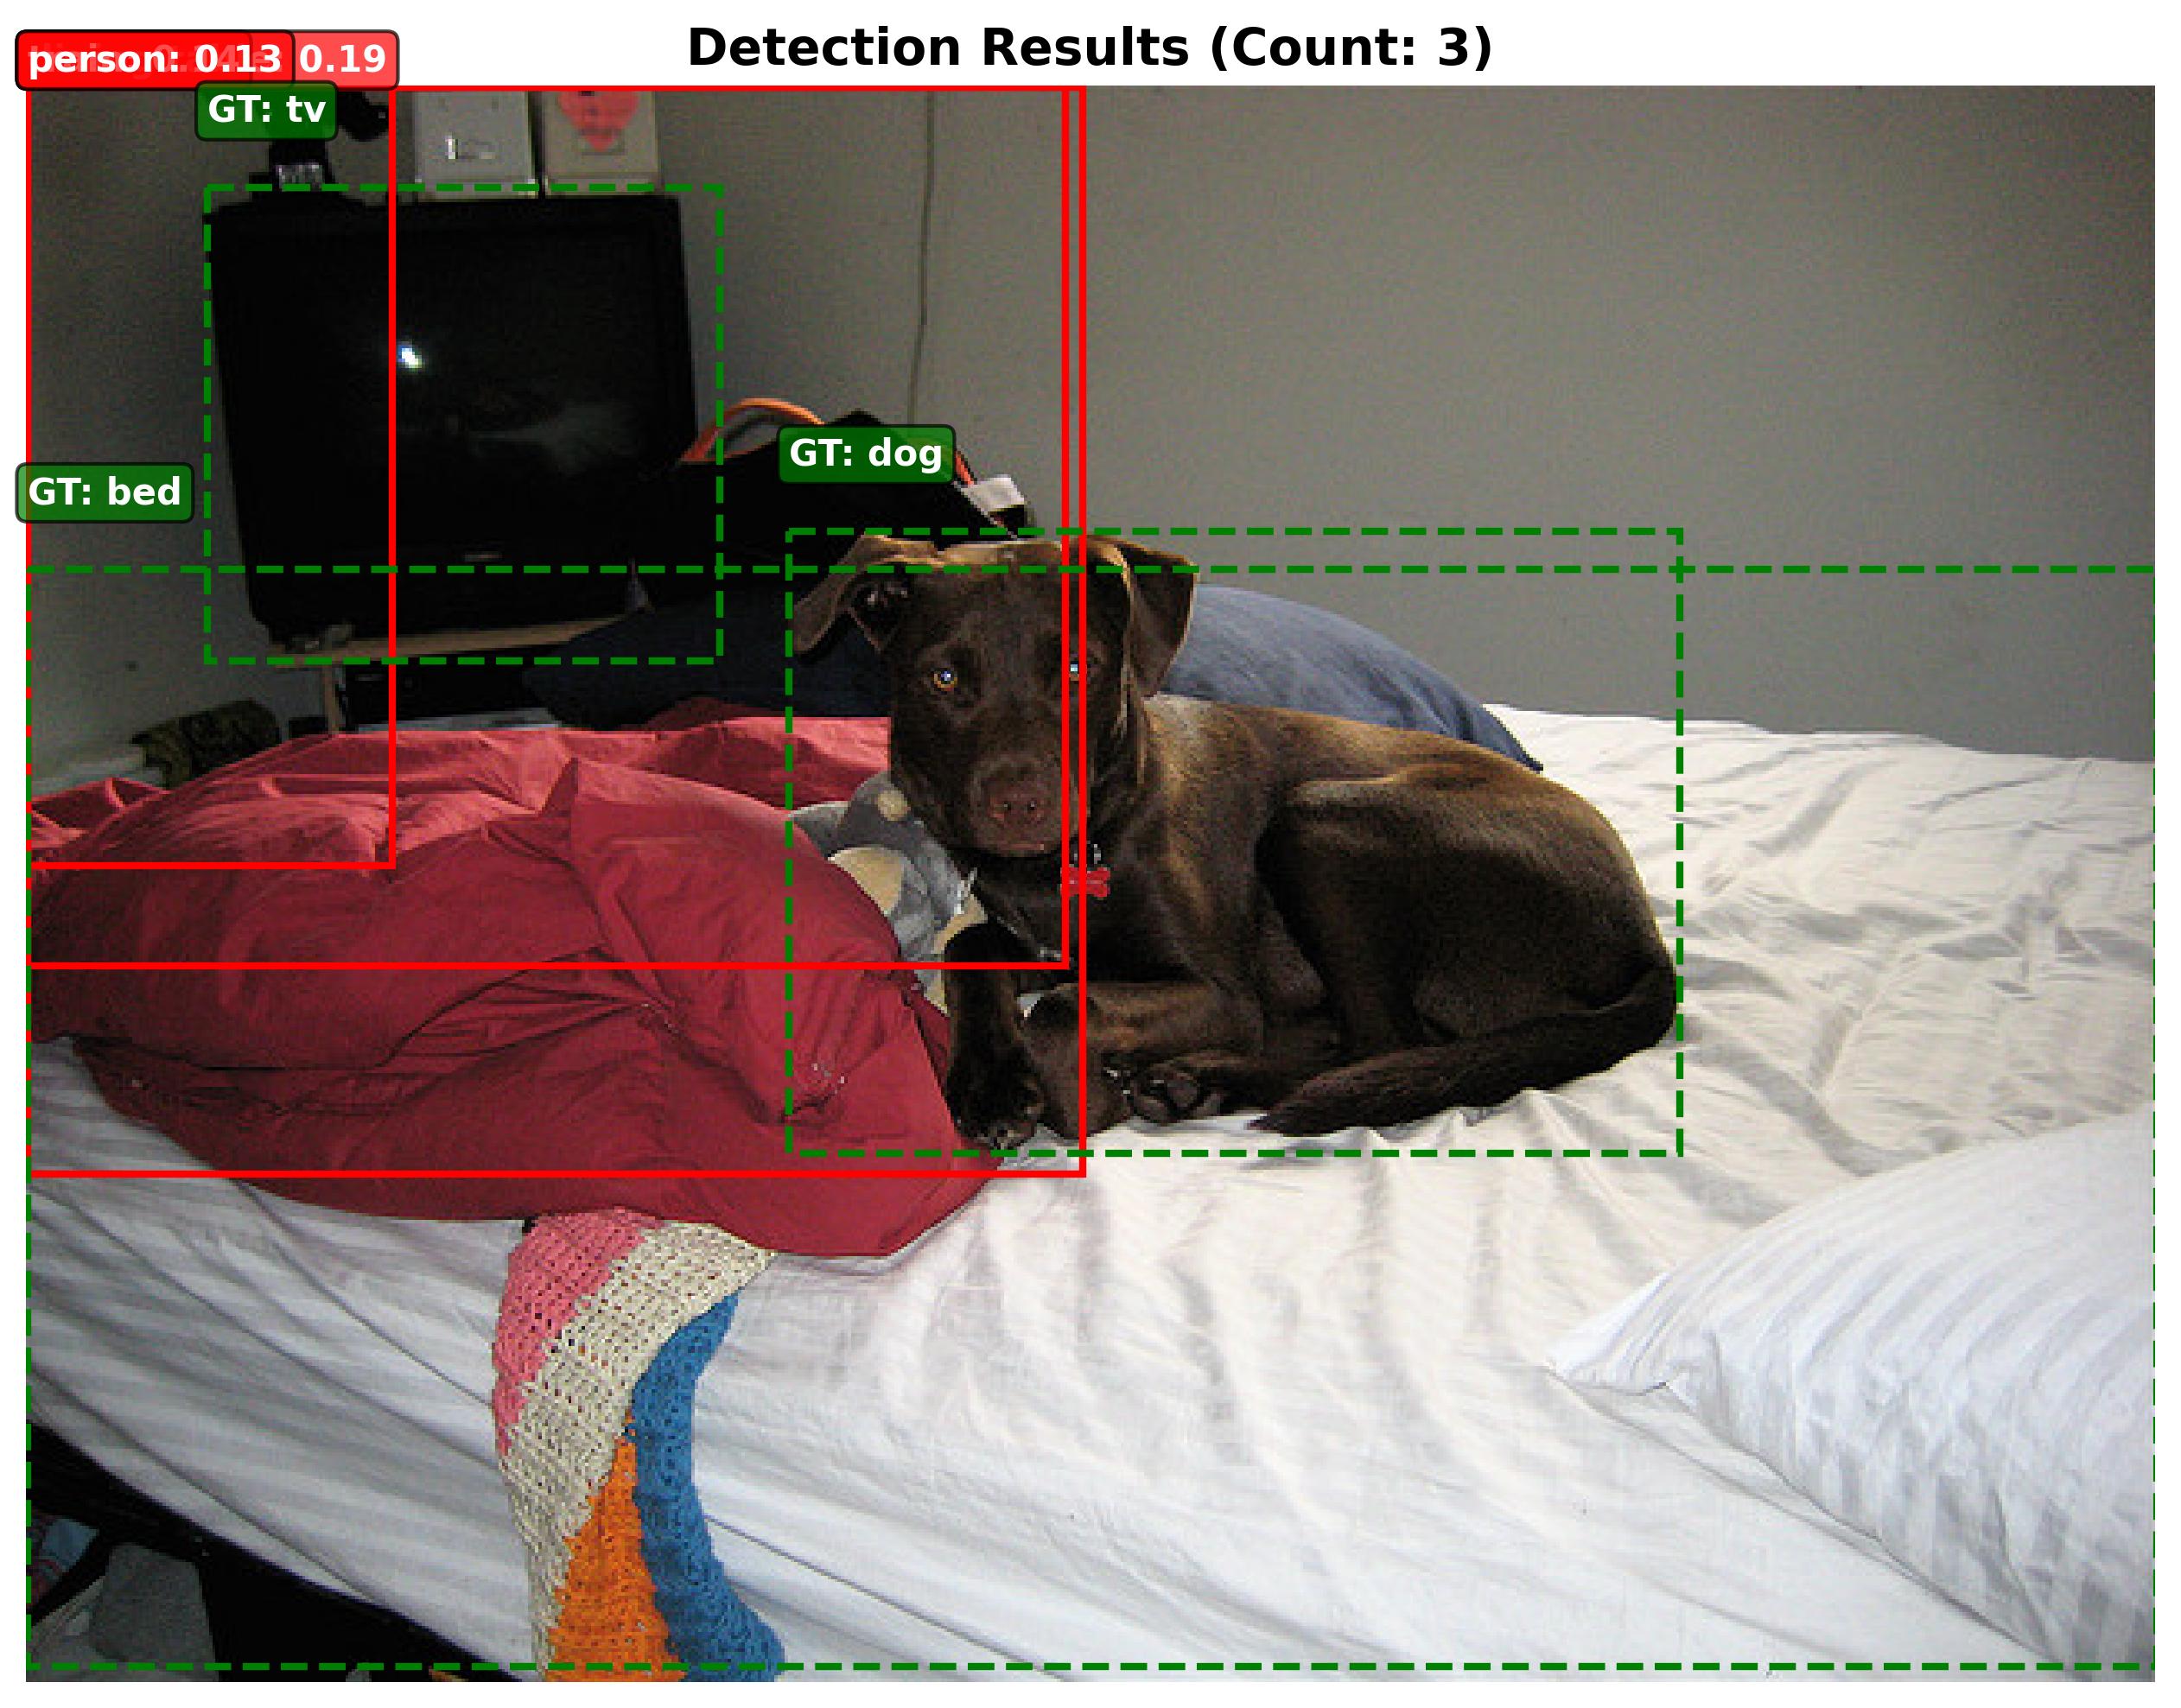 Detection Results (Count: 3)
person: 0.13
0.19
GT: tv
GT: dog
GT: bed